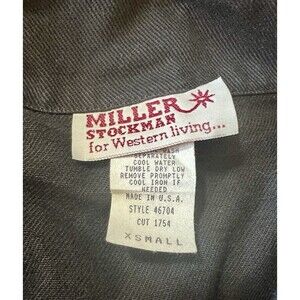 MILLER
STOCKMAN
for Western living...
WASH
SEPARATELY
COOL WATER
TUMBLE DRY LOW
REMOVE PROMPTLY
COOL IRON IF
NEEDED
MADE IN U.S.A.
STYLE 46704
CUT 1754
XSMALL